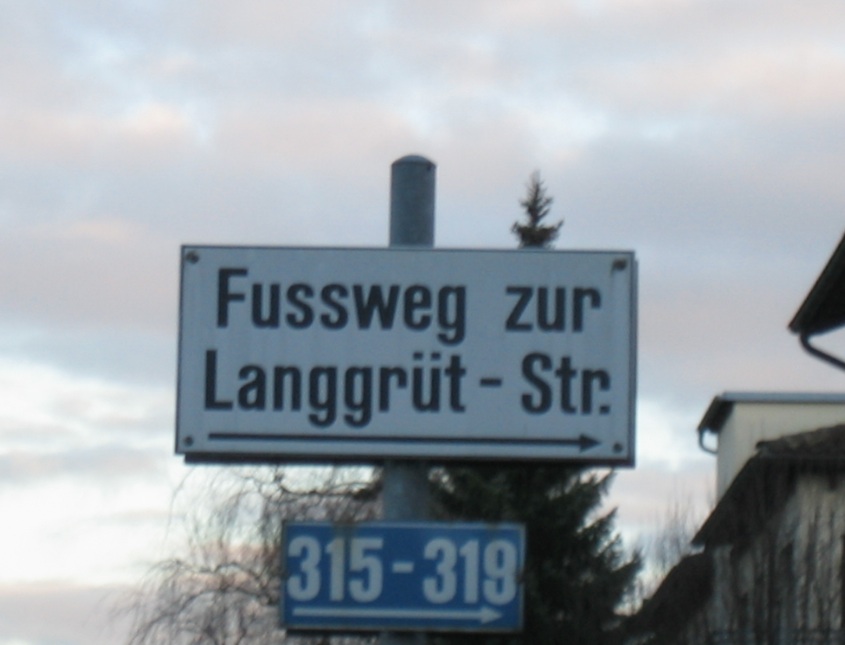 Fussweg zur
Langgrüt - Str.
315 - 319